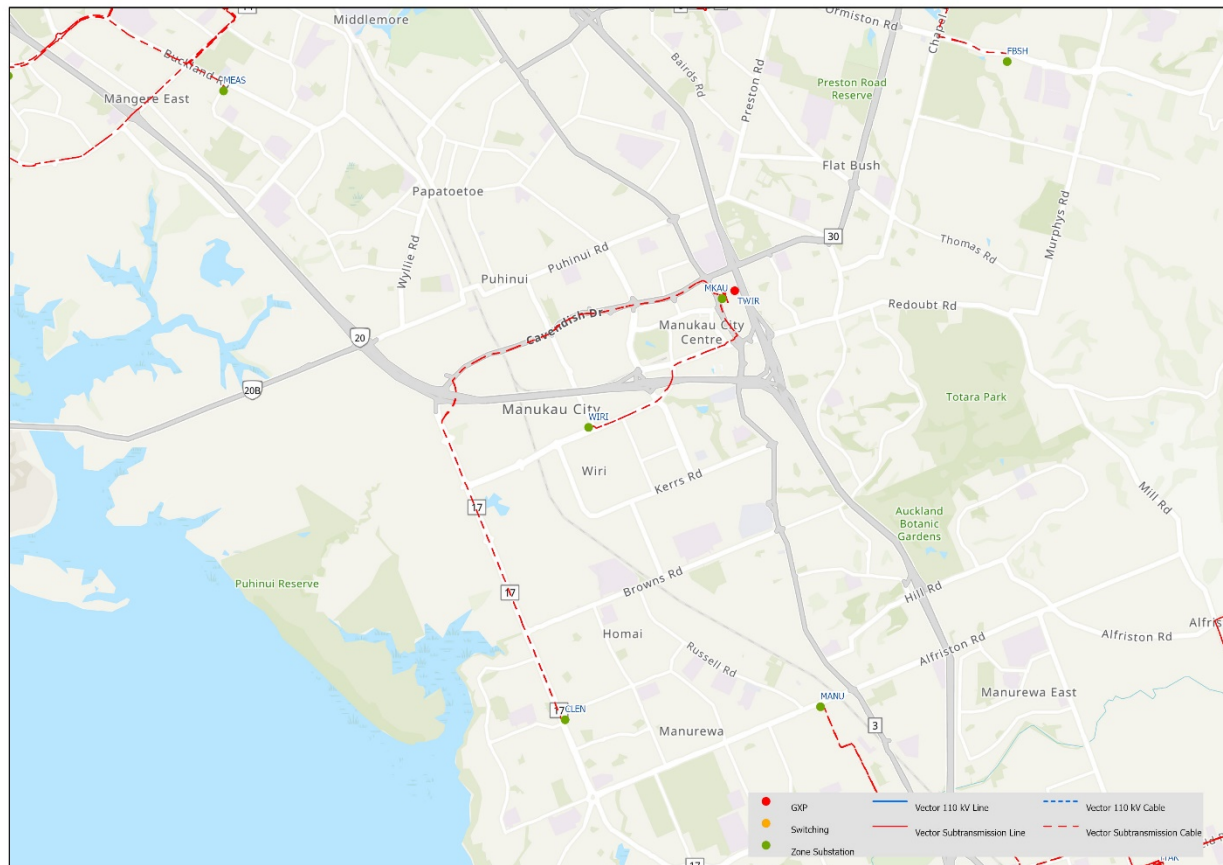 Middlemore
Ormiston Rd
Chapel
Buckland Rd
MEAS
Māngere East
Bairds Rd
Preston Rd
FBSH
Preston Road
Reserve
Flat Bush
Papatoetoe
Wyllie Rd
Murphys Rd
Thomas Rd
30
Puhinui Rd
Puhinui
MKAU
TWIR
Redoubt Rd
Cavendish Dr
Manukau City
Centre
20
20B
Manukau City
WIRI
Totara Park
Wiri
Kerrs Rd
Mill Rd
17
Auckland
Botanic
Gardens
Puhinui Reserve
17
Browns Rd
Hill Rd
Homai
Alfriston Rd
Alfriston Rd
Alfris
Russell Rd
Manurewa East
MANU
17
CLEN
Manurewa
3
17
GXP
Vector 110 kV Line
Vector 110 kV Cable
Switching
Zone Substation
Vector Subtransmission Line
Vector Subtransmission Cable